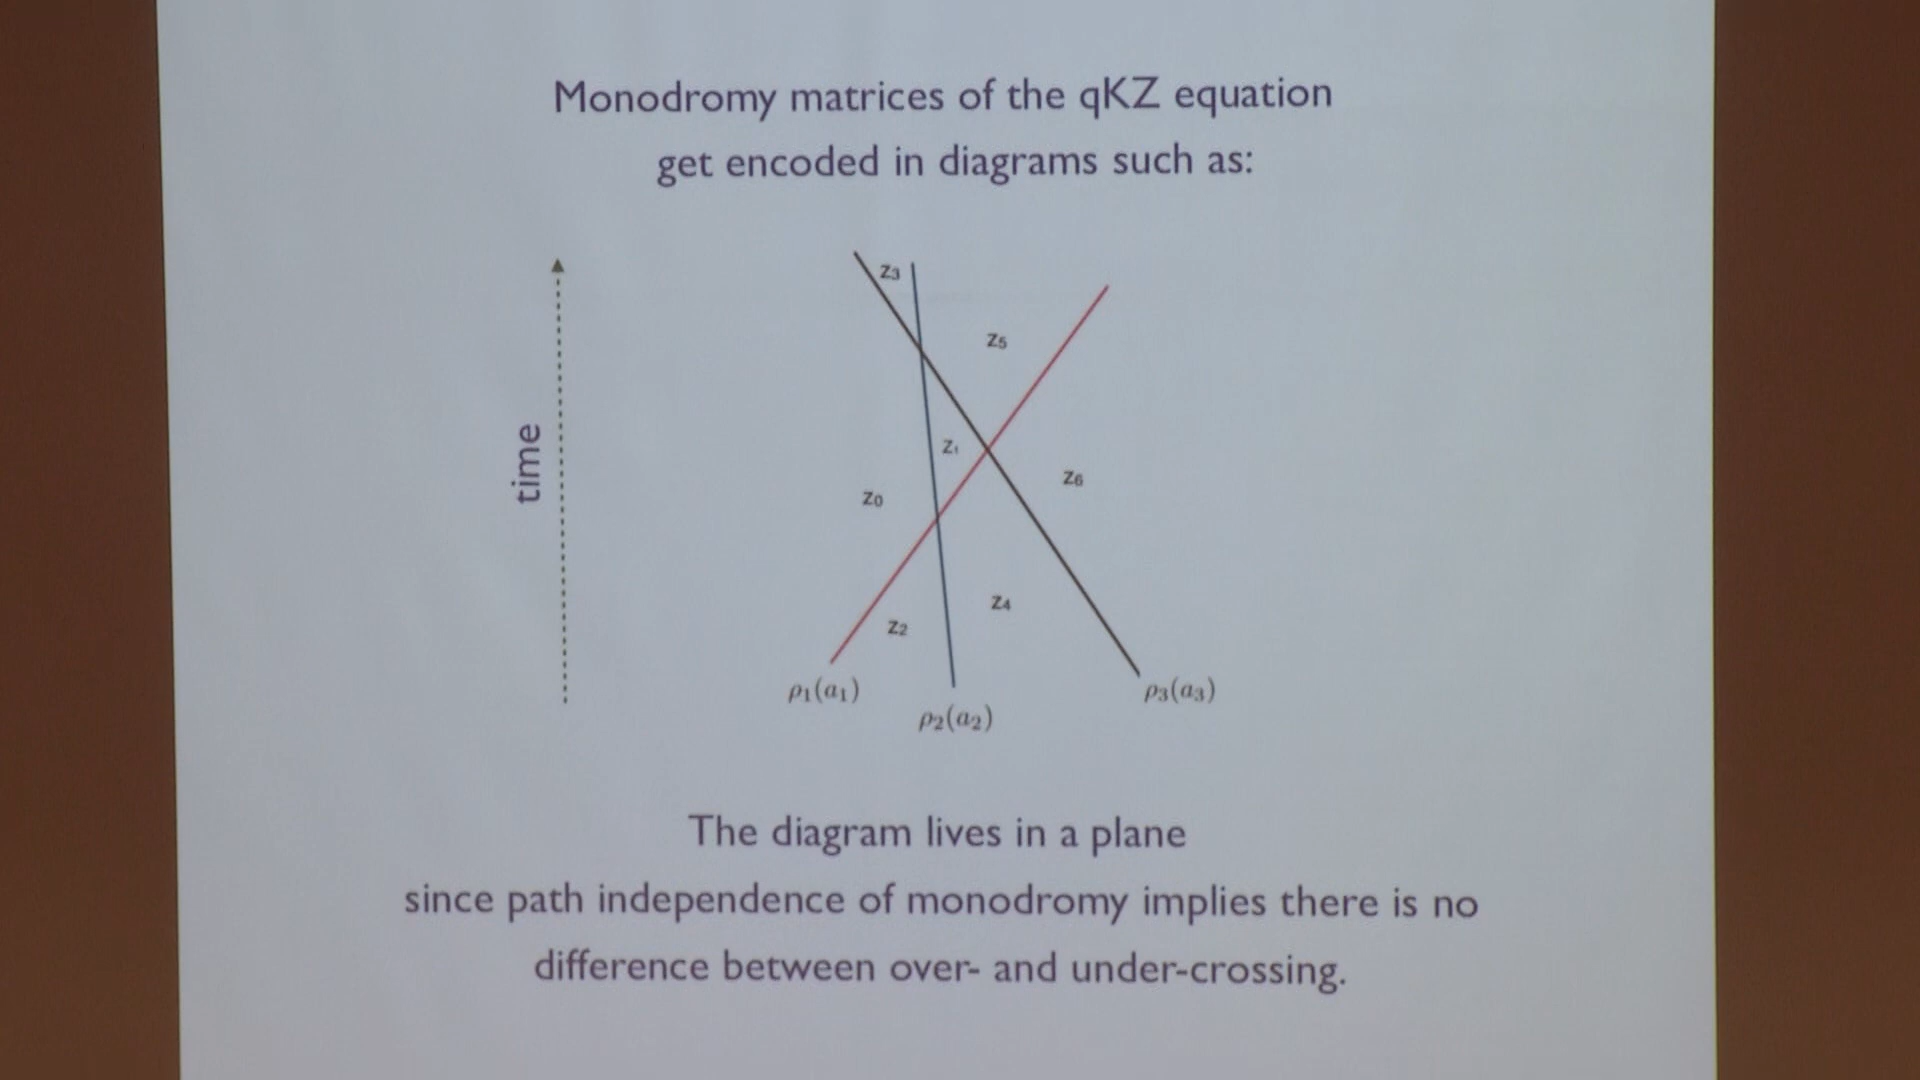 Monodromy matrices of the qKZ equation
get encoded in diagrams such as:
z3
z5
time
z1
z6
z0
z4
z2
ρ1(a1)
ρ3(a3)
ρ2(a2)
The diagram lives in a plane
since path independence of monodromy implies there is no
difference between over- and under-crossing.